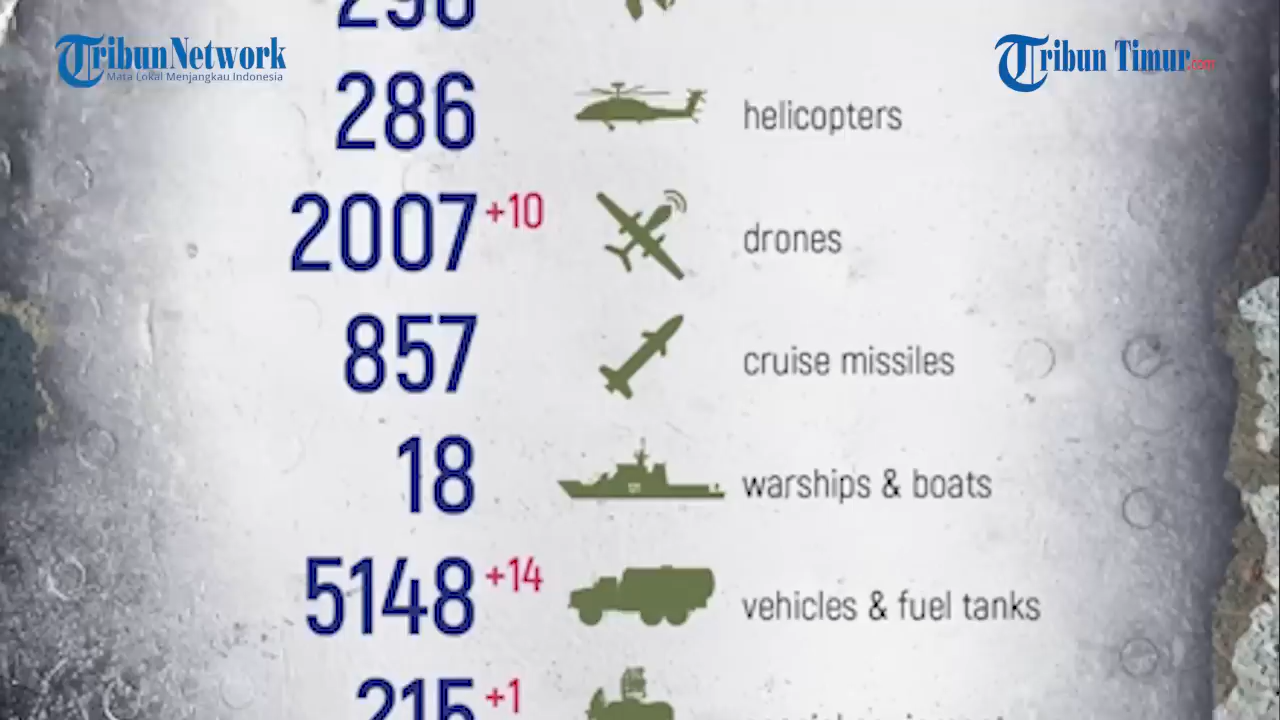 TribunNetwork
Mata Lokal Menjangkau Indonesia
Tribun Timur.com
286 helicopters
2007 +10 drones
857 cruise missiles
18 warships & boats
5148 +14 vehicles & fuel tanks
215 +1